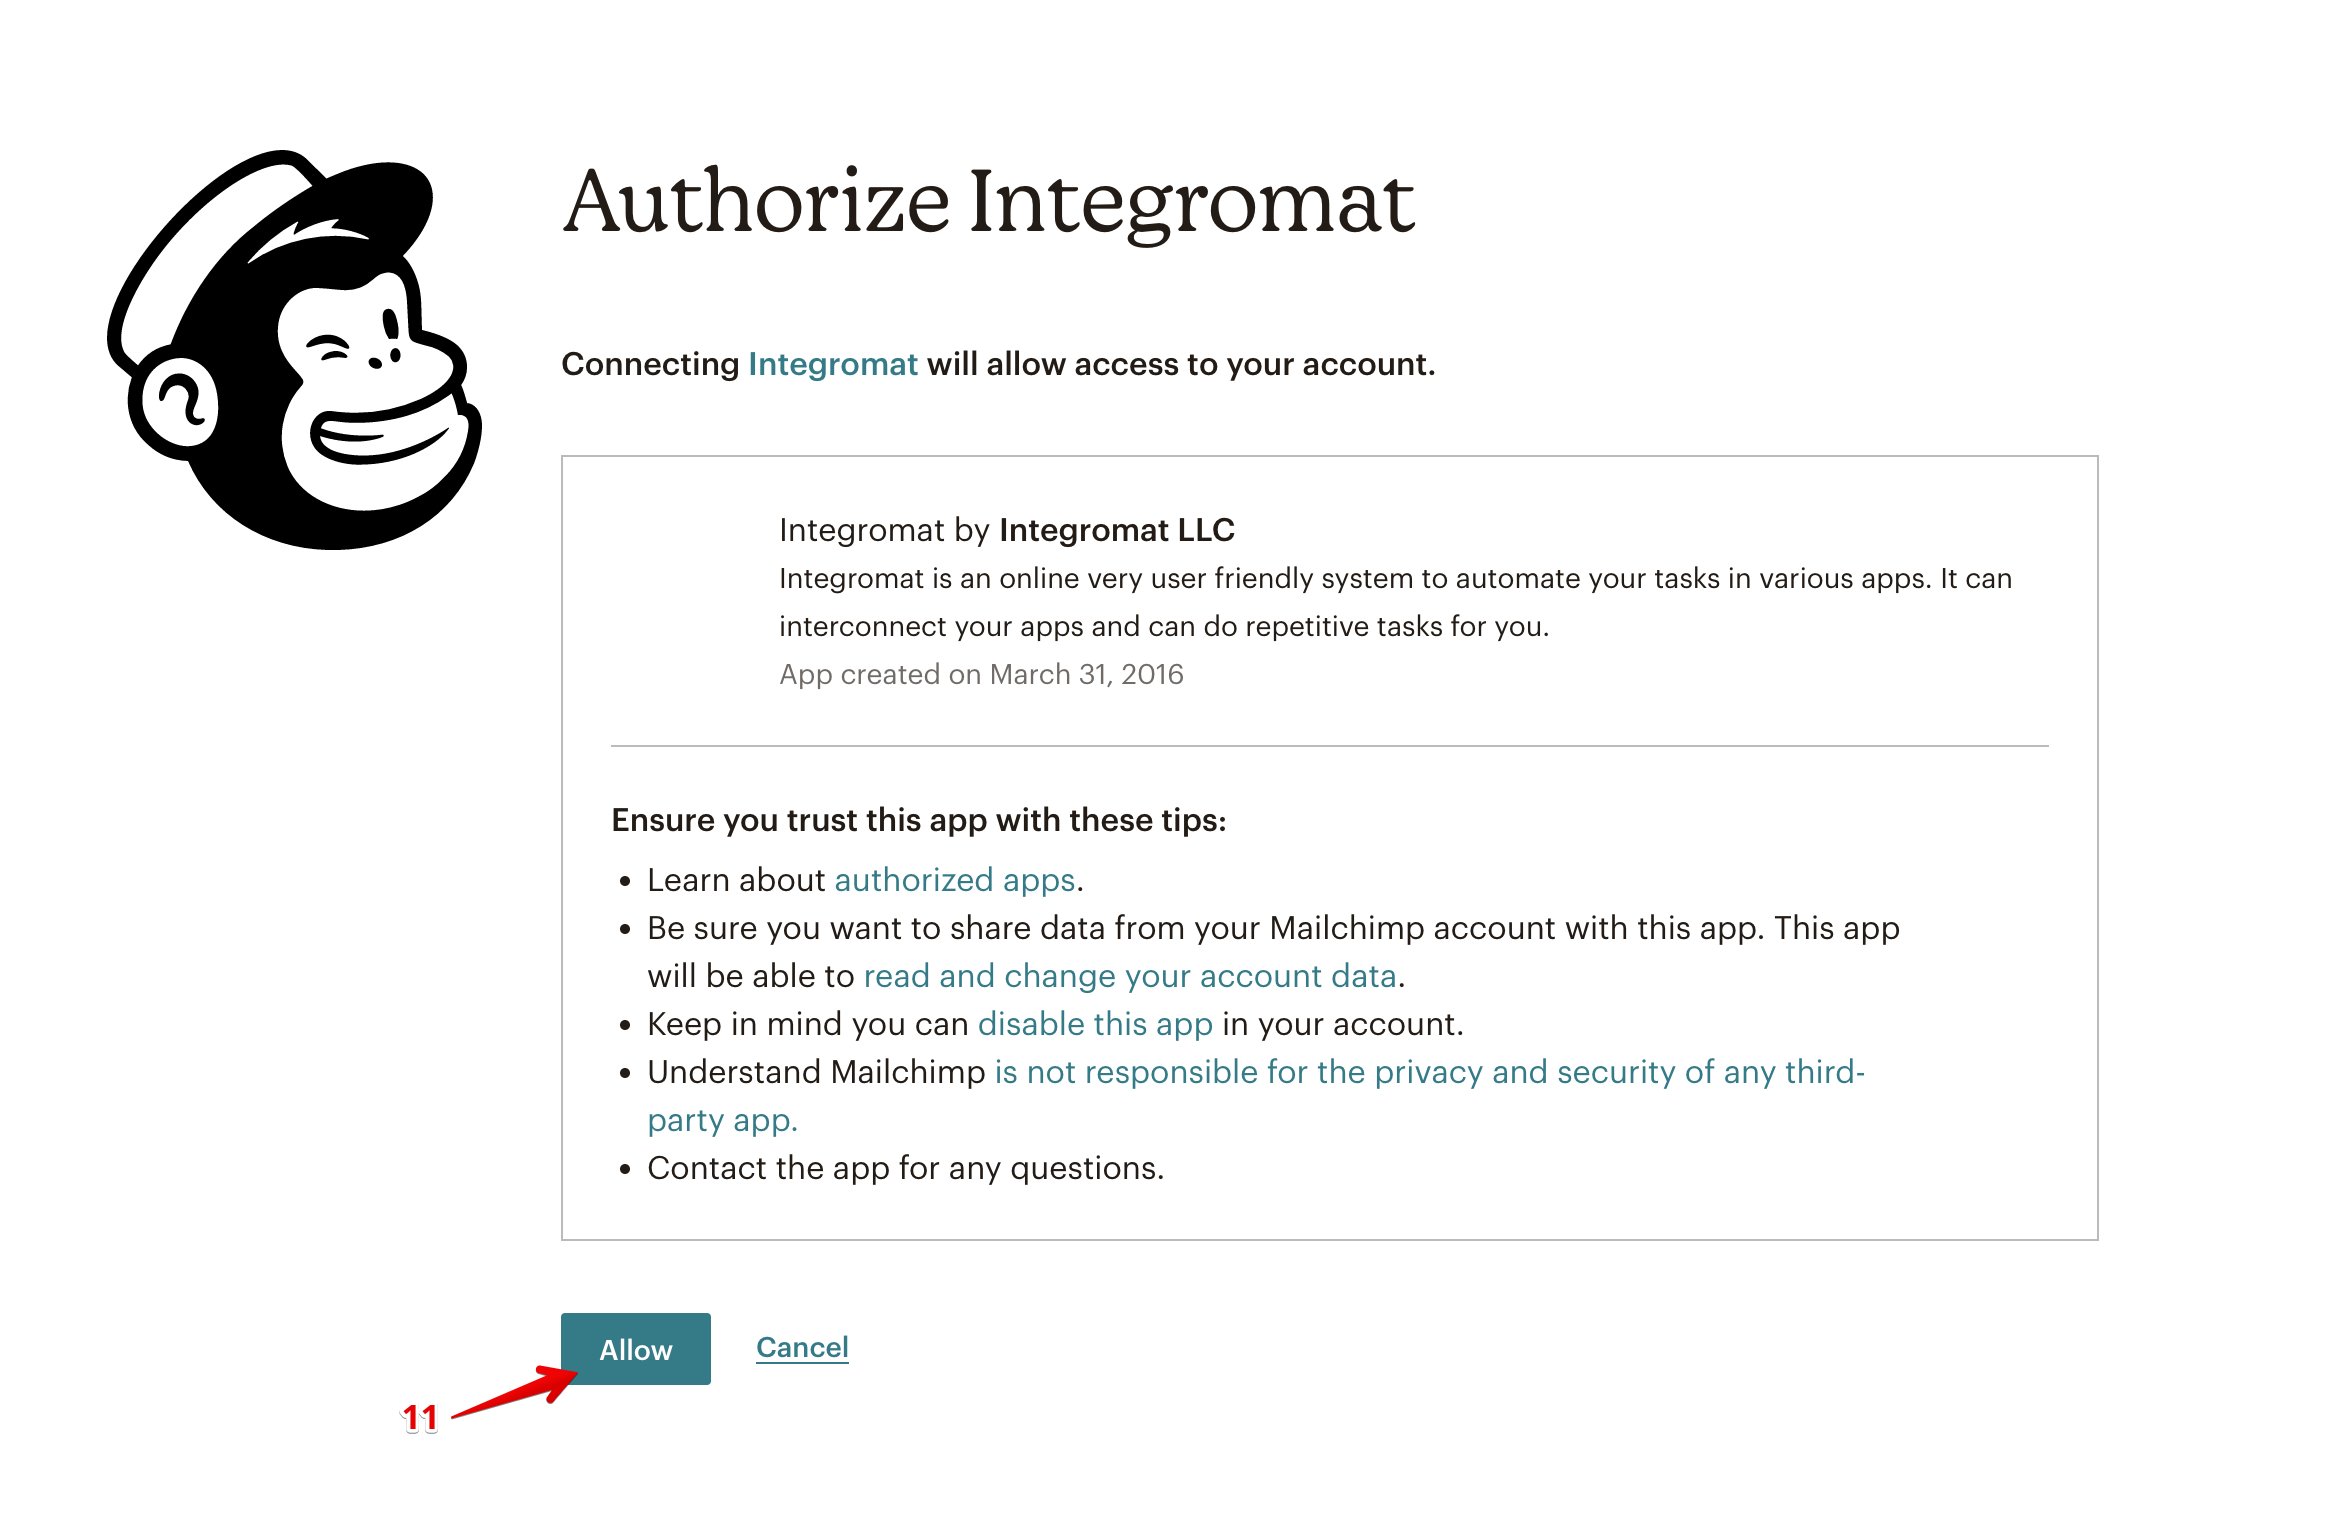 Authorize Integromat
Connecting Integromat will allow access to your account.
Integromat by Integromat LLC
Integromat is an online very user friendly system to automate your tasks in various apps. It can
interconnect your apps and can do repetitive tasks for you.
App created on March 31, 2016
Ensure you trust this app with these tips:
• Learn about authorized apps.
• Be sure you want to share data from your Mailchimp account with this app. This app
will be able to read and change your account data.
• Keep in mind you can disable this app in your account.
• Understand Mailchimp is not responsible for the privacy and security of any third-
party app.
• Contact the app for any questions.
Allow Cancel
11